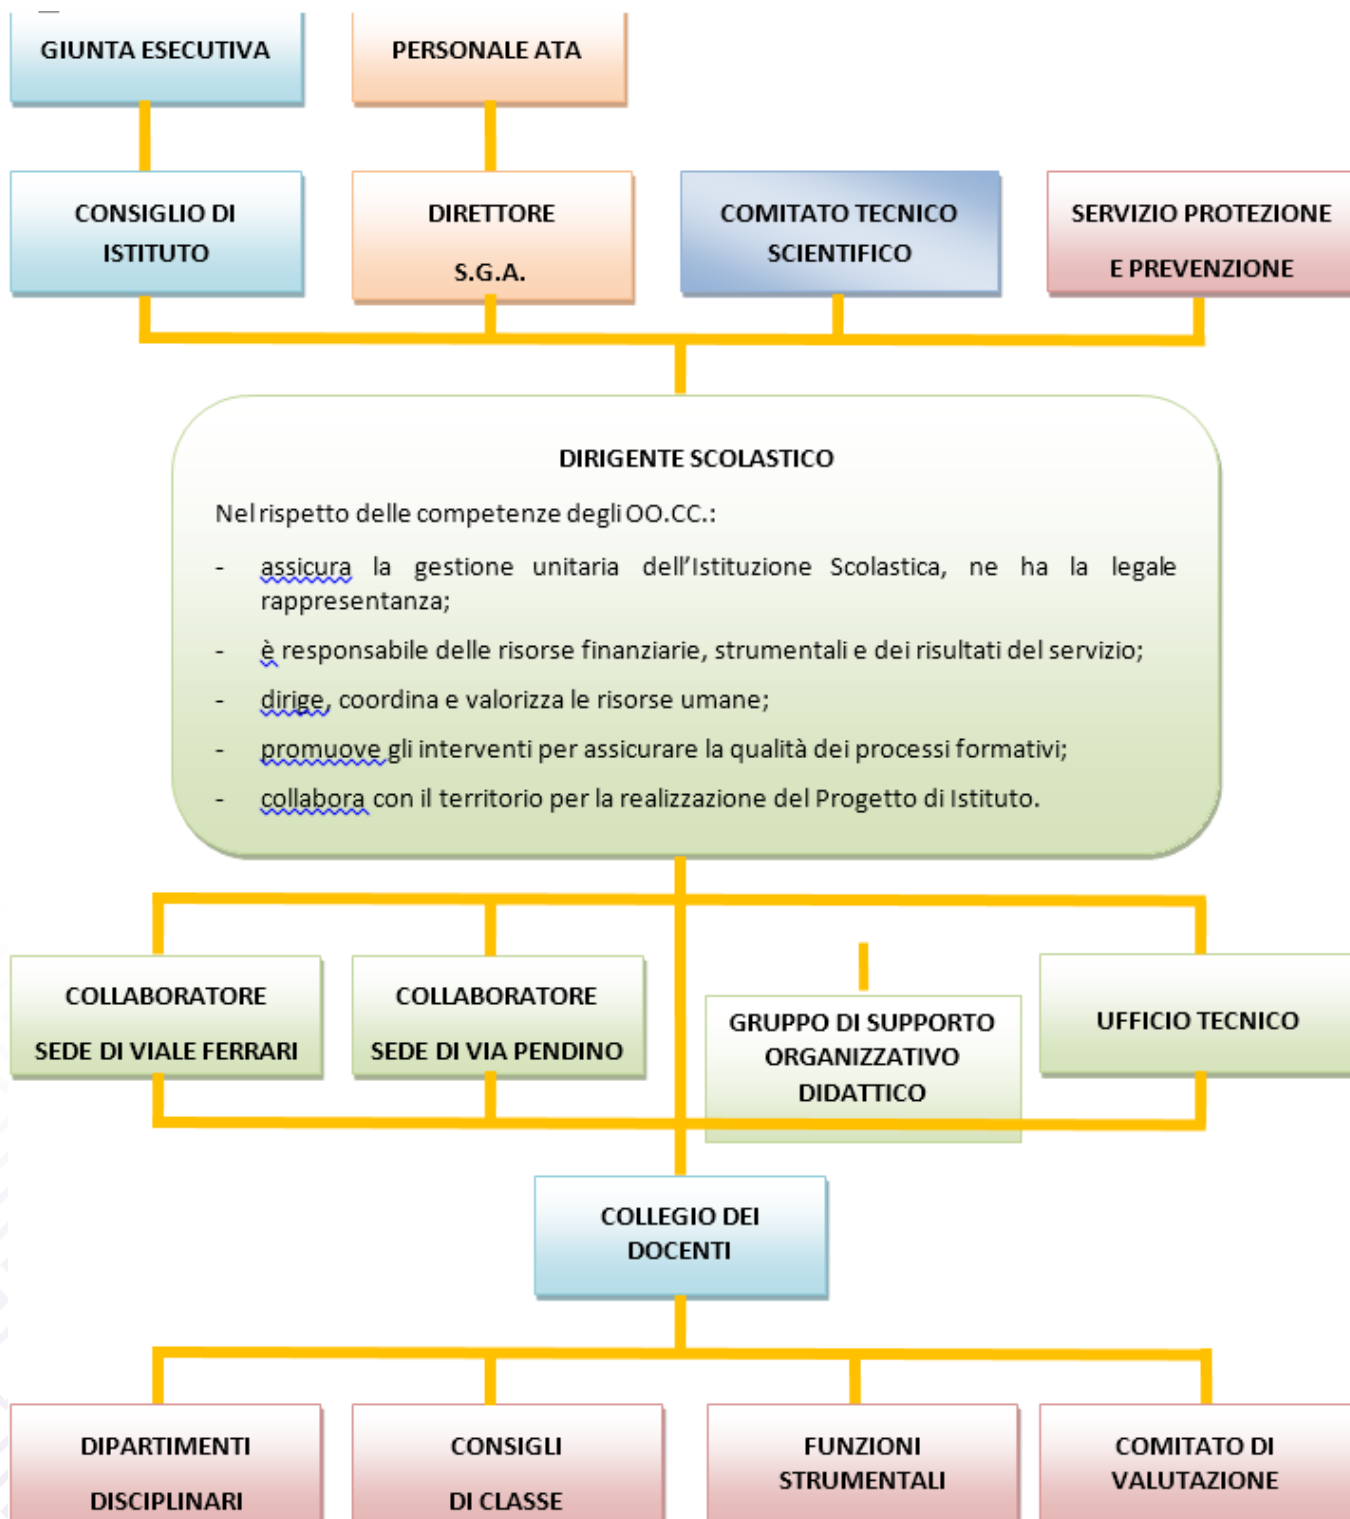 GIUNTA ESECUTIVA
PERSONALE ATA
CONSIGLIO DI
ISTITUTO
DIRETTORE
S.G.A.
COMITATO TECNICO
SCIENTIFICO
SERVIZIO PROTEZIONE
E PREVENZIONE
DIRIGENTE SCOLASTICO
Nel rispetto delle competenze degli OO.CC.:
- assicura la gestione unitaria dell'Istituzione Scolastica, ne ha la legale
rappresentanza;
- è responsabile delle risorse finanziarie, strumentali e dei risultati del servizio;
- dirige, coordina e valorizza le risorse umane;
- promuove gli interventi per assicurare la qualità dei processi formativi;
- collabora con il territorio per la realizzazione del Progetto di Istituto.
COLLABORATORE
SEDE DI VIALE FERRARI
COLLABORATORE
SEDE DI VIA PENDINO
GRUPPO DI SUPPORTO
ORGANIZZATIVO
DIDATTICO
UFFICIO TECNICO
COLLEGIO DEI
DOCENTI
DIPARTIMENTI
DISCIPLINARI
CONSIGLI
DI CLASSE
FUNZIONI
STRUMENTALI
COMITATO DI
VALUTAZIONE